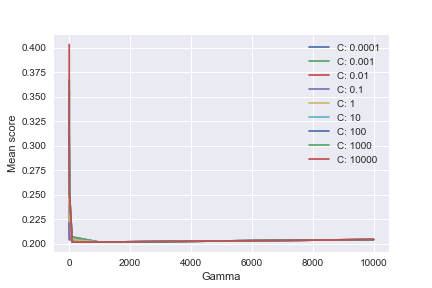 0.400
0.375
0.350
0.325
0.300
0.275
0.250
0.225
0.200
Mean score
C: 0.0001
C: 0.001
C: 0.01
C: 0.1
C: 1
C: 10
C: 100
C: 1000
C: 10000
0 2000 4000 6000 8000 10000
Gamma